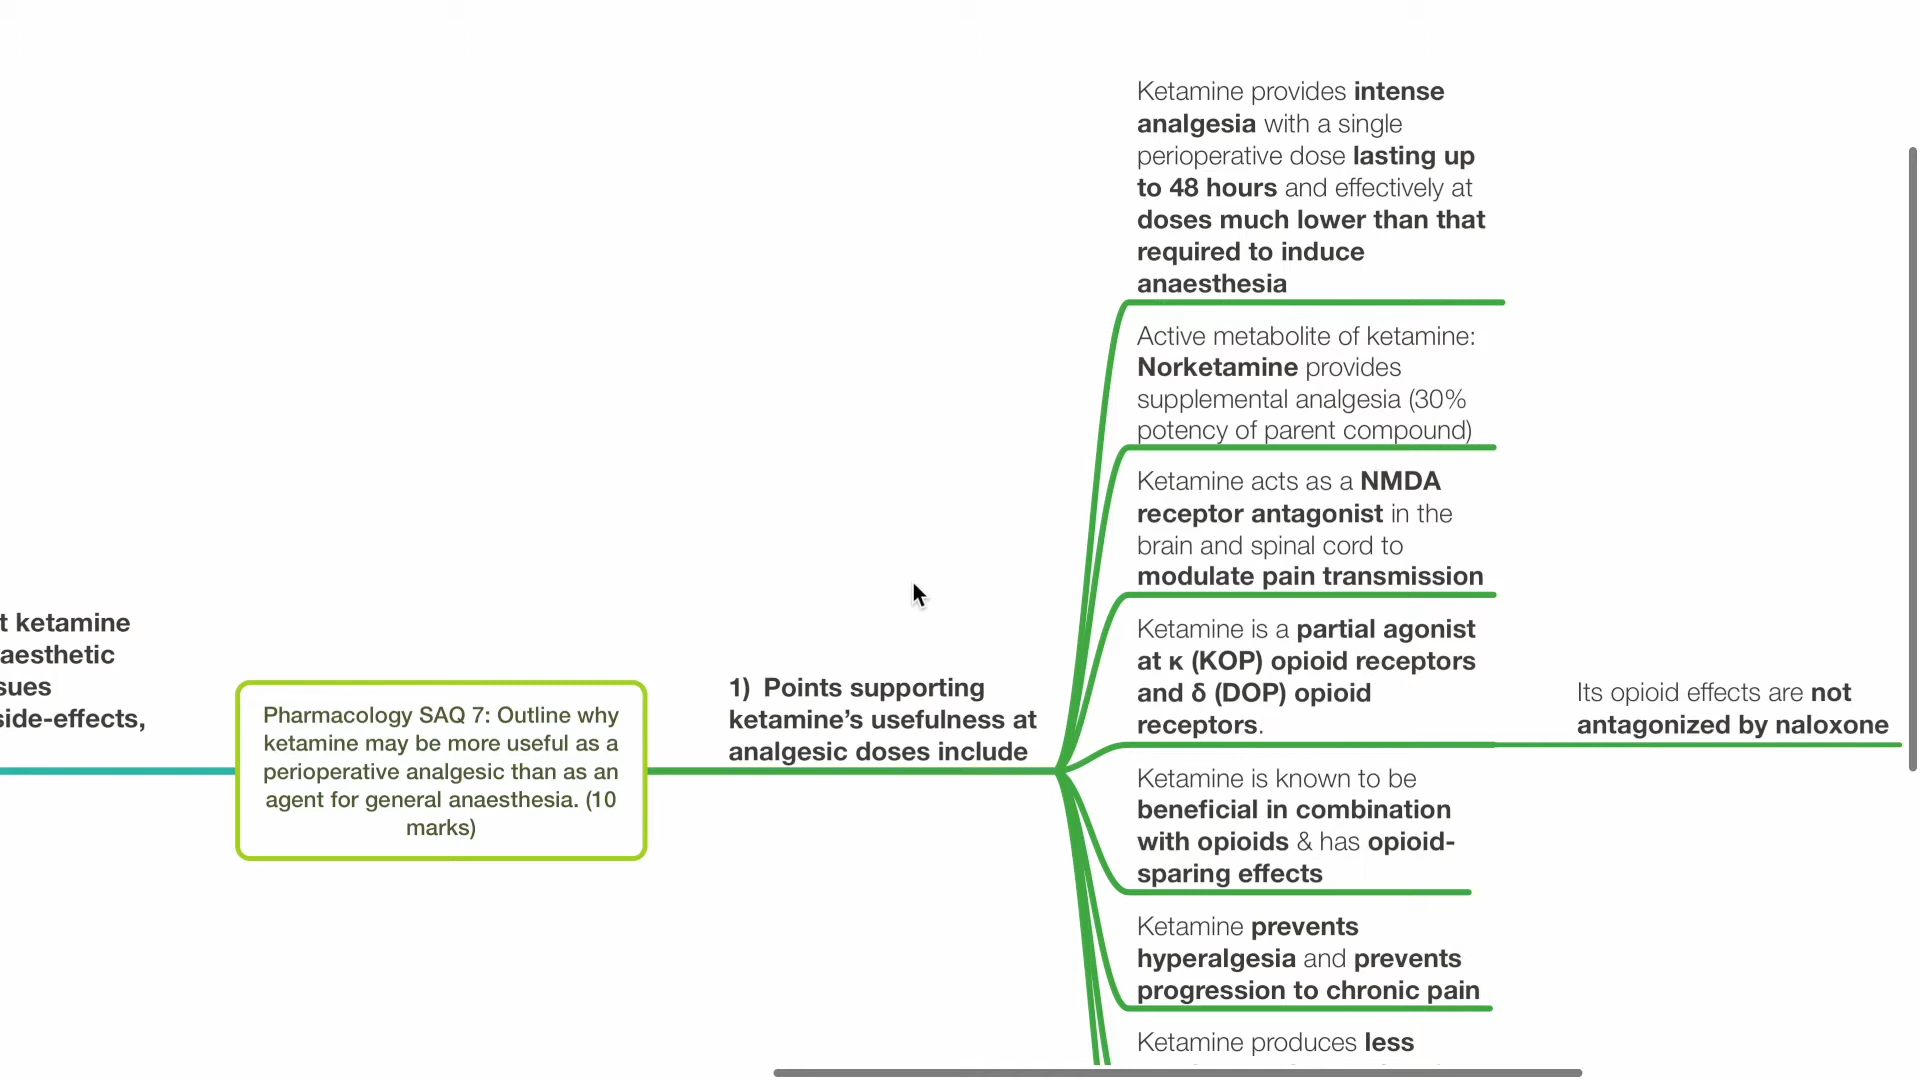 t ketamine
aesthetic
sues
side-effects,
Pharmacology SAQ 7: Outline why
ketamine may be more useful as a
perioperative analgesic than as an
agent for general anaesthesia. (10
marks)
1)  Points supporting
ketamine’s usefulness at
analgesic doses include
Ketamine provides intense
analgesia with a single
perioperative dose lasting up
to 48 hours and effectively at
doses much lower than that
required to induce
anaesthesia
Active metabolite of ketamine:
Norketamine provides
supplemental analgesia (30%
potency of parent compound)
Ketamine acts as a NMDA
receptor antagonist in the
brain and spinal cord to
modulate pain transmission
Ketamine is a partial agonist
at κ (KOP) opioid receptors
and δ (DOP) opioid
receptors.
Its opioid effects are not
antagonized by naloxone
Ketamine is known to be
beneficial in combination
with opioids & has opioid-
sparing effects
Ketamine prevents
hyperalgesia and prevents
progression to chronic pain
Ketamine produces less